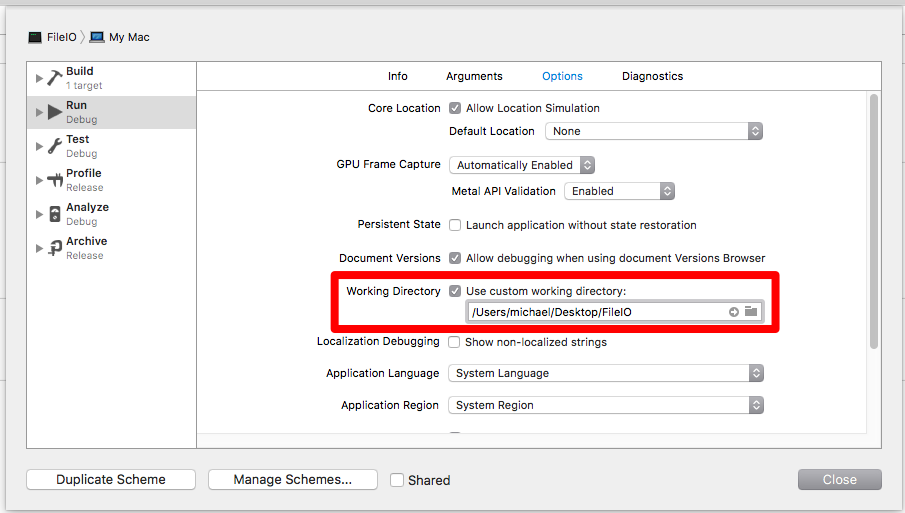 FileIO My Mac
Build
1 target
Run
Debug
Test
Debug
Profile
Release
Analyze
Debug
Archive
Release
Info Arguments Options Diagnostics
Core Location Allow Location Simulation
Default Location None
GPU Frame Capture Automatically Enabled
Metal API Validation Enabled
Persistent State Launch application without state restoration
Document Versions Allow debugging when using document Versions Browser
Working Directory Use custom working directory:
/Users/michael/Desktop/FileIO
Localization Debugging Show non-localized strings
Application Language System Language
Application Region System Region
Duplicate Scheme Manage Schemes... Shared Close